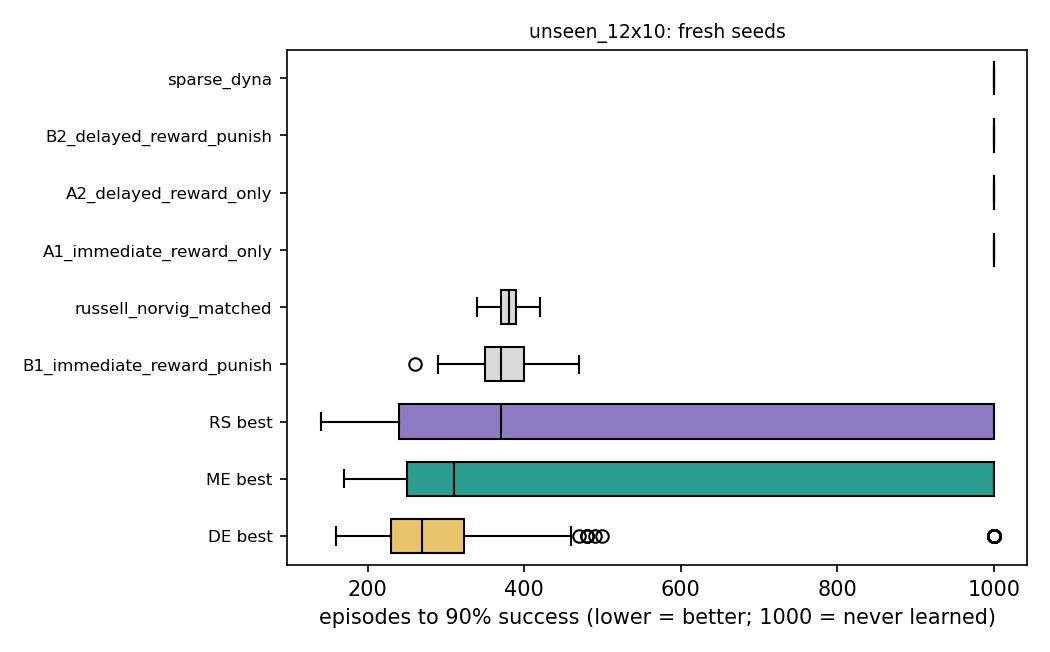 unseen_12x10: fresh seeds
sparse_dyna
B2_delayed_reward_punish
A2_delayed_reward_only
A1_immediate_reward_only
russell_norvig_matched
B1_immediate_reward_punish
RS best
ME best
DE best
200 400 600 800 1000
episodes to 90% success (lower = better; 1000 = never learned)